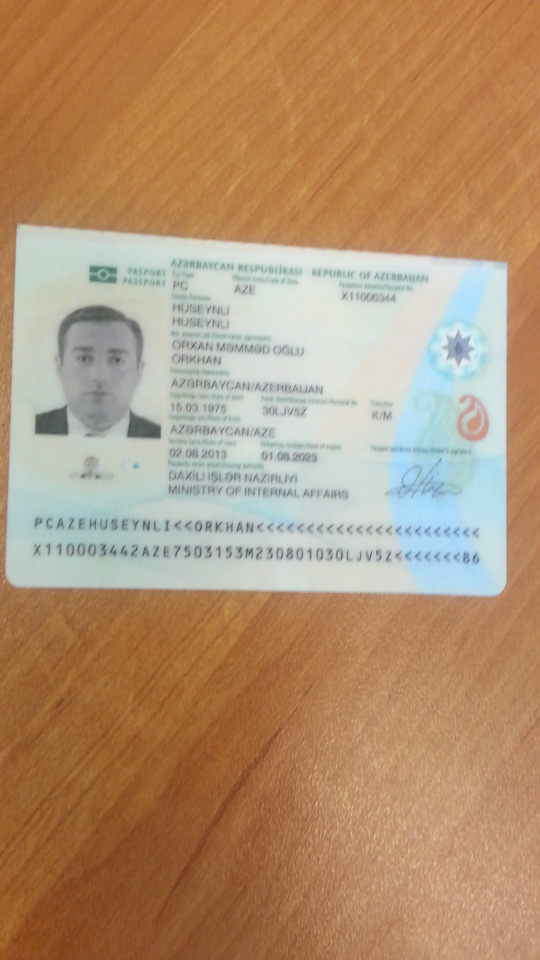 AZƏRBAYCAN RESPUBLİKASI - REPUBLIC OF AZERBAIJAN
PASPORT
PASSPORT
PC AZE X11000344
HÜSEYNLİ
HUSEYNLI
ORXAN MƏMMƏD OĞLU
ORKHAN
AZƏRBAYCAN/AZERBAIJAN
15.03.1975 30LJV5Z K/M
AZƏRBAYCAN/AZE
02.08.2013 01.08.2023
DAXİLİ İŞLƏR NAZİRLİYİ
MINISTRY OF INTERNAL AFFAIRS
PCAZEHUSEYNLI<<ORKHAN<<<<<<<<<<<<<<<<<<<<<<<
X110003442AZE7503153M230801030LJV5Z<<<<<<<86